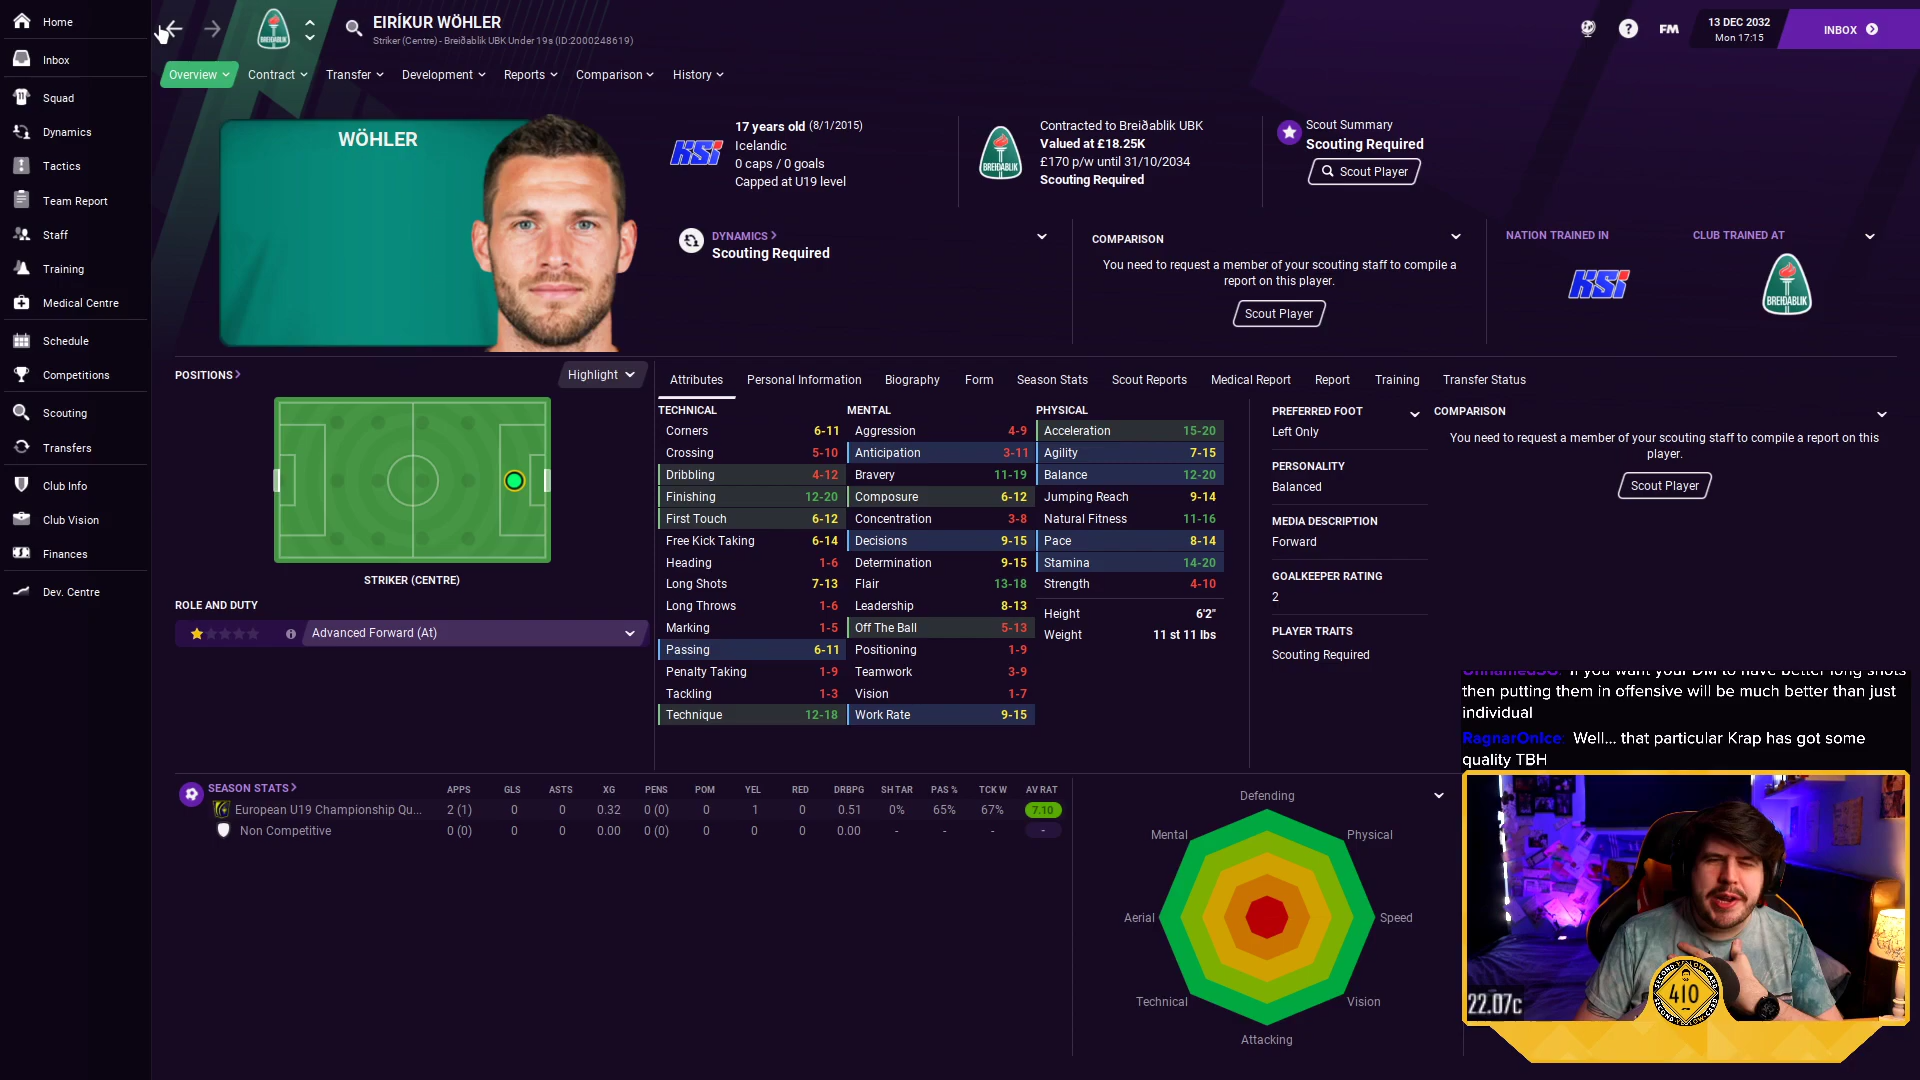 Home
EIRÍKUR WÖHLER
Striker (Centre) - Breiðablik UBK Under 19s (ID:2000248619)
FM
13 DEC 2032
Mon 17:15
INBOX
Inbox
Overview
Contract
Transfer
Development
Reports
Comparison
History
Squad
Dynamics
Tactics
Team Report
Staff
Training
Medical Centre
Schedule
Competitions
Scouting
Transfers
Club Info
Club Vision
Finances
Dev. Centre
WÖHLER
KSI
17 years old (8/1/2015)
Icelandic
0 caps / 0 goals
Capped at U19 level
BREIÐABLIK
Contracted to Breiðablik UBK
Valued at £18.25K
£170 p/w until 31/10/2034
Scouting Required
Scout Summary
Scouting Required
Scout Player
DYNAMICS
Scouting Required
COMPARISON
You need to request a member of your scouting staff to compile a
report on this player.
Scout Player
NATION TRAINED IN
KSI
CLUB TRAINED AT
BREIÐABLIK
POSITIONS
Highlight
STRIKER (CENTRE)
ROLE AND DUTY
Advanced Forward (At)
Attributes
Personal Information
Biography
Form
Season Stats
Scout Reports
Medical Report
Report
Training
Transfer Status
TECHNICAL
Corners 6-11
Crossing 5-10
Dribbling 4-12
Finishing 12-20
First Touch 6-12
Free Kick Taking 6-14
Heading 1-6
Long Shots 7-13
Long Throws 1-6
Marking 1-5
Passing 6-11
Penalty Taking 1-9
Tackling 1-3
Technique 12-18
MENTAL
Aggression 4-9
Anticipation 3-11
Bravery 11-19
Composure 6-12
Concentration 3-8
Decisions 9-15
Determination 9-15
Flair 13-18
Leadership 8-13
Off The Ball 5-13
Positioning 1-9
Teamwork 3-9
Vision 1-7
Work Rate 9-15
PHYSICAL
Acceleration 15-20
Agility 7-15
Balance 12-20
Jumping Reach 9-14
Natural Fitness 11-16
Pace 8-14
Stamina 14-20
Strength 4-10
Height 6'2"
Weight 11 st 11 lbs
PREFERRED FOOT
Left Only
PERSONALITY
Balanced
MEDIA DESCRIPTION
Forward
GOALKEEPER RATING
2
PLAYER TRAITS
Scouting Required
COMPARISON
You need to request a member of your scouting staff to compile a report on this
player.
Scout Player
If you want your DM to have better long shots
then putting them in offensive will be much better than just
individual
RagnarOnIce: Well... that particular Krap has got some
quality TBH
SEASON STATS APPS GLS ASTS XG PENS POM YEL RED DRBPG SH TAR PAS % TCK W AV RAT
European U19 Championship Qu... 2 (1) 0 0 0.32 0 (0) 0 1 0 0.51 0% 65% 67% 7.10
Non Competitive 0 (0) 0 0 0.00 0 (0) 0 0 0 0.00 - - - -
Defending
Mental
Physical
Aerial
Speed
Technical
Vision
Attacking
22.07c
SECOND YELLOW CARD
410